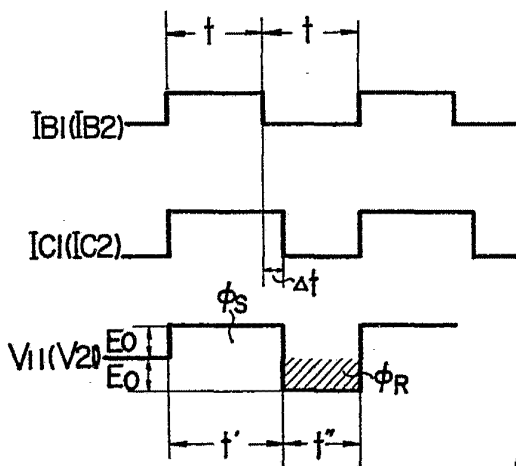 t t
IB1(IB2)
IC1(IC2)
Δt
ϕS
V11(V21)
E0
E0
ϕR
t' t"